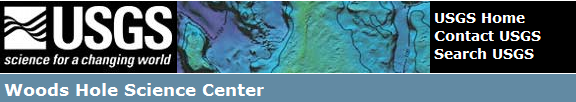 USGS
science for a changing world
USGS Home
Contact USGS
Search USGS
Woods Hole Science Center